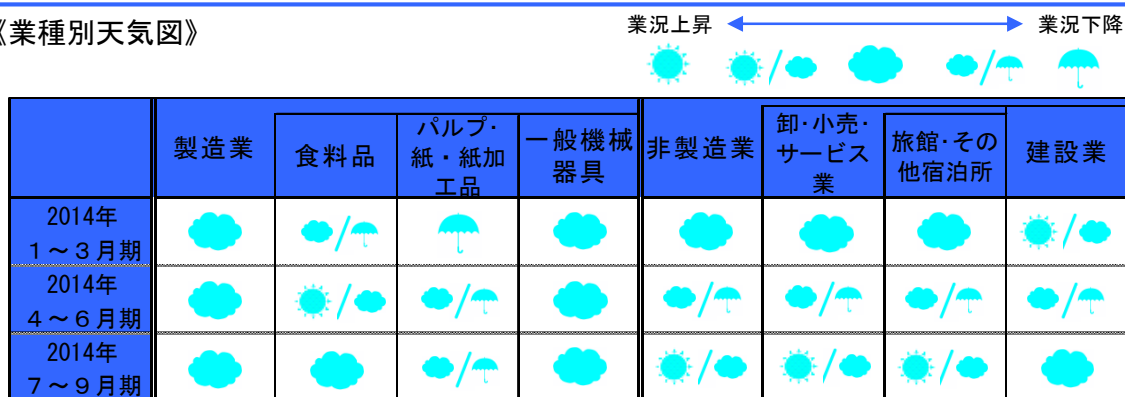 《業種別天気図》
業況上昇
業況下降
製造業
食料品
パルプ・
紙・紙加
工品
一般機械
器具
非製造業
卸・小売・
サービス
業
旅館・その
他宿泊所
建設業
2014年
1～3月期
2014年
4～6月期
2014年
7～9月期